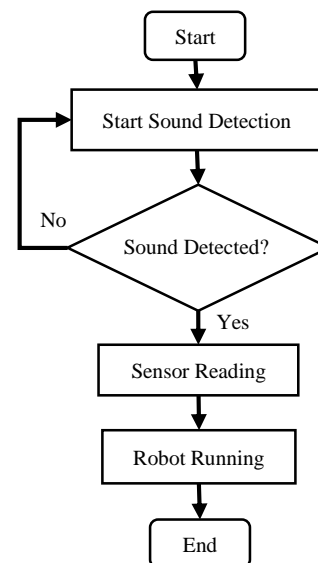 Start
Start Sound Detection
No
Sound Detected?
Yes
Sensor Reading
Robot Running
End